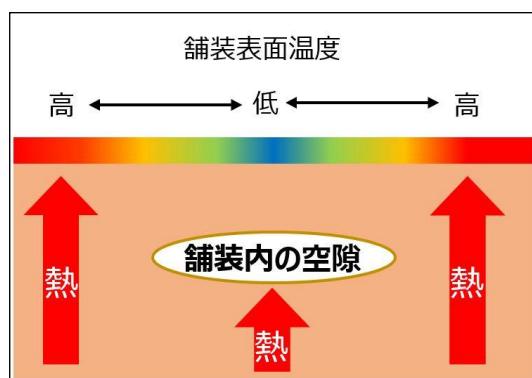 舗装表面温度
高 低 高
舗装内の空隙
熱 熱 熱